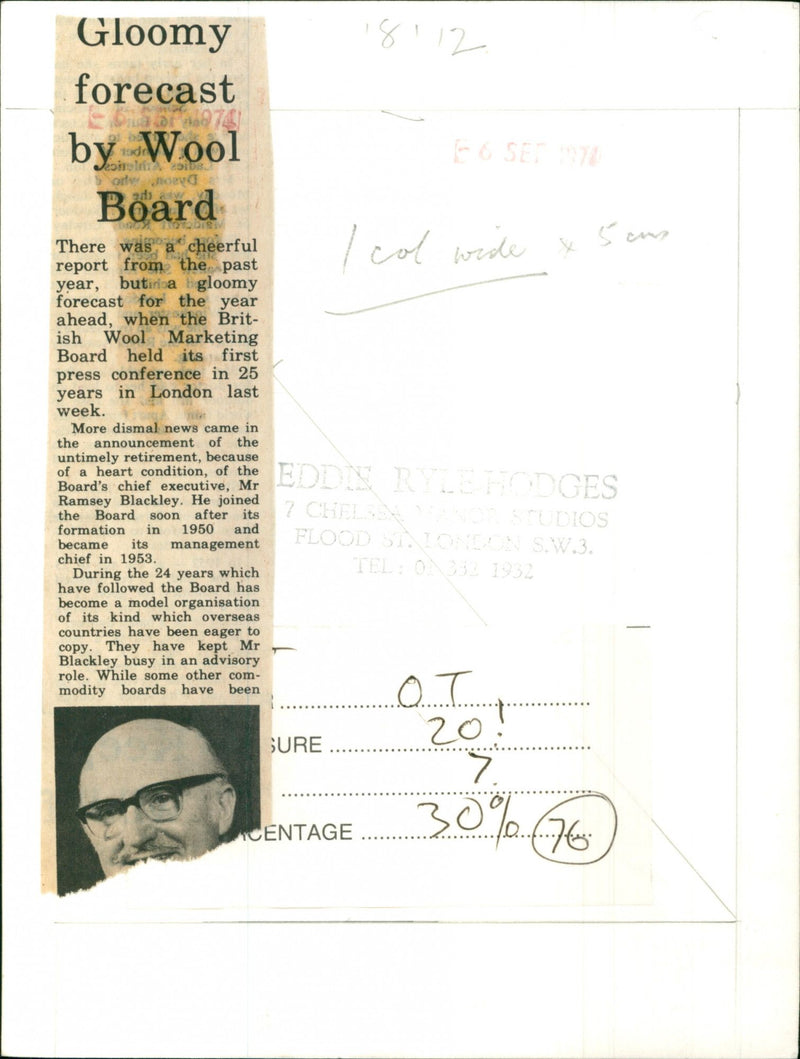 '8' 12
Gloomy
forecast
by Wool
Board
There was a cheerful
report from the past
year, but a gloomy
forecast for the year
ahead, when the Brit-
ish Wool Marketing
Board held its first
press conference in 25
years in London last
week.
More dismal news came in
the announcement of the
untimely retirement, because
of a heart condition, of the
Board's chief executive, Mr
Ramsey Blackley. He joined
the Board soon after its
formation in 1950 and
became its management
chief in 1953.
During the 24 years which
have followed the Board has
become a model organisation
of its kind which overseas
countries have been eager to
copy. They have kept Mr
Blackley busy in an advisory
role. While some other com-
modity boards have been
6 SEP 1974
1 col wide x 5 cms
EDDIE RYLE-HODGES
7 CHELSEA MANOR STUDIOS
FLOOD ST. LONDON S.W.3.
TEL: 01 352 1932
OT
SURE 20!
7
CENTAGE 30% 76